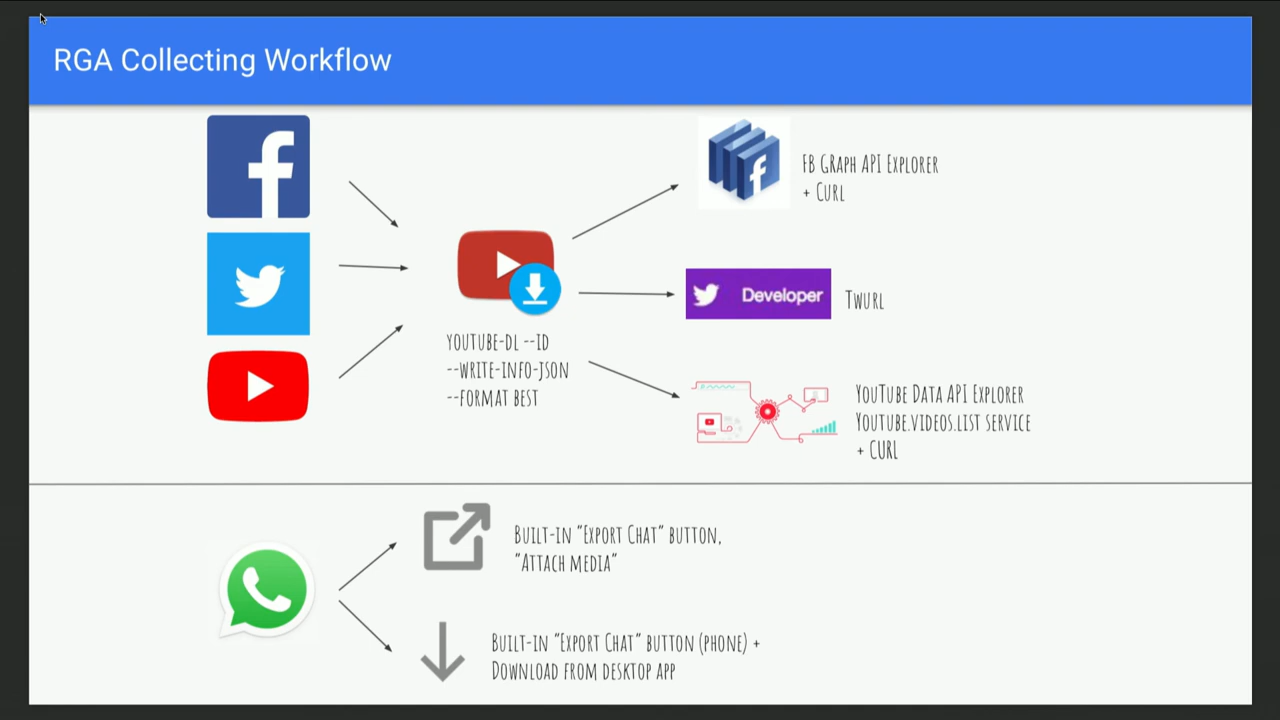 RGA Collecting Workflow
FB GRaph API Explorer
+ Curl
Developer
Twurl
youtube-dl --id
--write-info-json
--format best
YouTube Data API Explorer
Youtube.videos.list service
+ CURL
Built-in “Export Chat” button,
“Attach media”
Built-in “Export Chat” button (phone) +
Download from desktop app